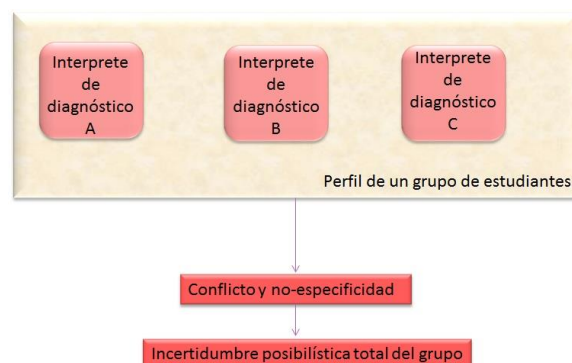 Interprete
de
diagnóstico
A
Interprete
de
diagnóstico
B
Interprete
de
diagnóstico
C
Perfil de un grupo de estudiantes
Conflicto y no-especificidad
Incertidumbre posibilística total del grupo